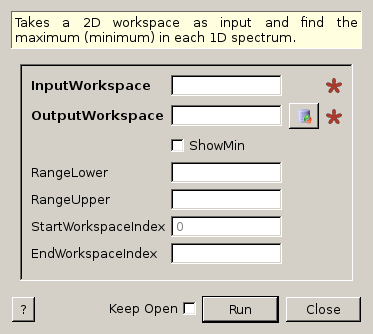 Takes a 2D workspace as input and find the
maximum (minimum) in each 1D spectrum.
InputWorkspace
OutputWorkspace
ShowMin
RangeLower
RangeUpper
StartWorkspaceIndex 0
EndWorkspaceIndex
? Keep Open Run Close